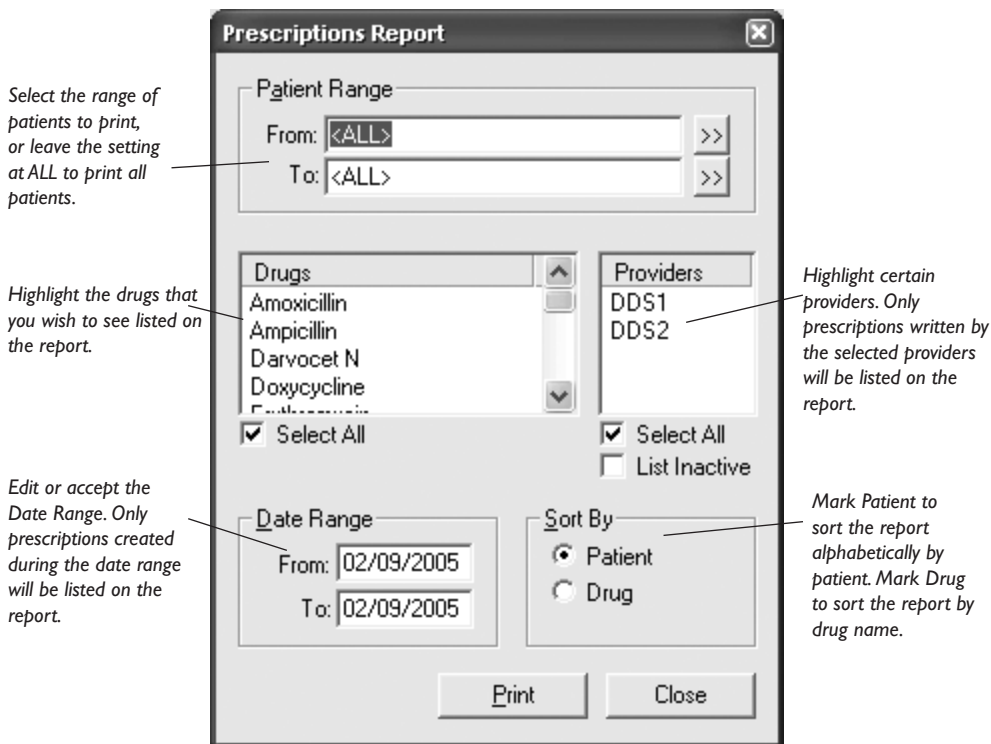 Prescriptions Report
Select the range of
patients to print,
or leave the setting
at ALL to print all
patients.
Patient Range
From: <ALL> >>
To: <ALL> >>
Highlight the drugs that
you wish to see listed on
the report.
Drugs
Amoxicillin
Ampicillin
Darvocet N
Doxycycline
Select All
Providers
DDS1
DDS2
Select All
List Inactive
Highlight certain
providers. Only
prescriptions written by
the selected providers
will be listed on the
report.
Edit or accept the
Date Range. Only
prescriptions created
during the date range
will be listed on the
report.
Date Range
From: 02/09/2005
To: 02/09/2005
Sort By
Patient
Drug
Mark Patient to
sort the report
alphabetically by
patient. Mark Drug
to sort the report by
drug name.
Print Close